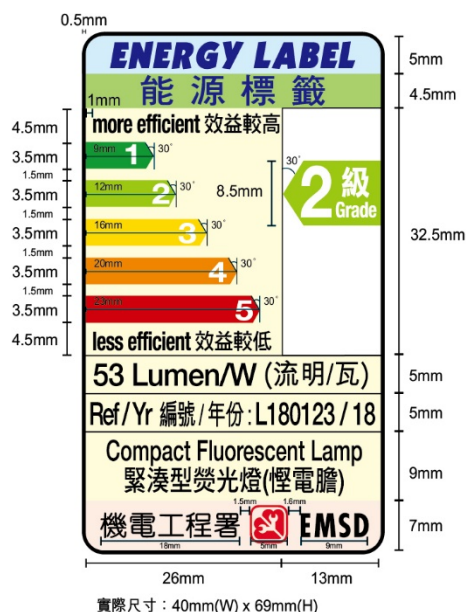 0.5mm
ENERGY LABEL
5mm
能源標籤
4.5mm
1mm
more efficient 效益較高
4.5mm
9mm
1
30°
3.5mm
1.5mm
12mm
2
30°
3.5mm
1.5mm
16mm
3
30°
3.5mm
1.5mm
20mm
4
30°
3.5mm
1.5mm
23mm
5
30°
3.5mm
8.5mm
30°
2級
Grade
32.5mm
less efficient 效益較低
4.5mm
53 Lumen/W (流明/瓦)
5mm
Ref/Yr 編號/年份:L180123/18
5mm
Compact Fluorescent Lamp
緊湊型熒光燈(慳電膽)
9mm
1.5mm
1.6mm
機電工程署
EMSD
7mm
18mm
5mm
9mm
26mm
13mm
實際尺寸:40mm(W) x 69mm(H)